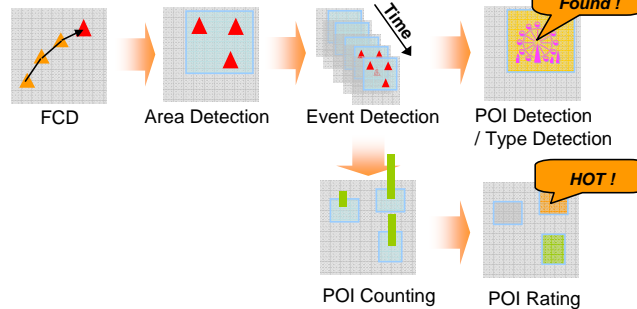 Found !
Time
FCD
Area Detection
Event Detection
POI Detection
/ Type Detection
HOT !
POI Counting
POI Rating